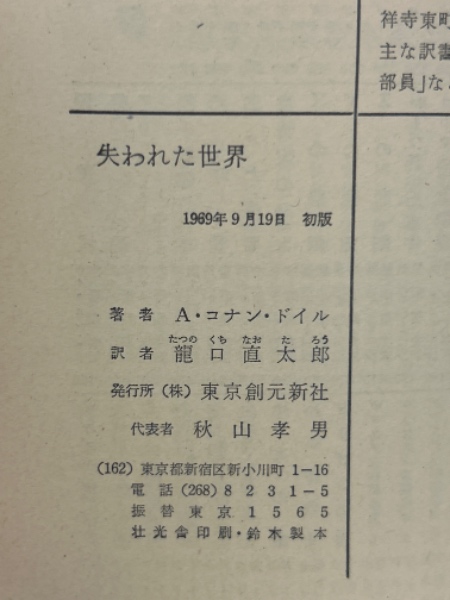 祥寺東町
主な訳書
部員」な
失われた世界
1969年9月19日 初版
著者 A・コナン・ドイル
たつの くち なお た ろう
訳者 龍口直太郎
発行所(株)東京創元新社
代表者 秋山孝男
(162)東京都新宿区新小川町1-16
電話(268)8231-5
振替東京1565
壮光舎印刷・鈴木製本